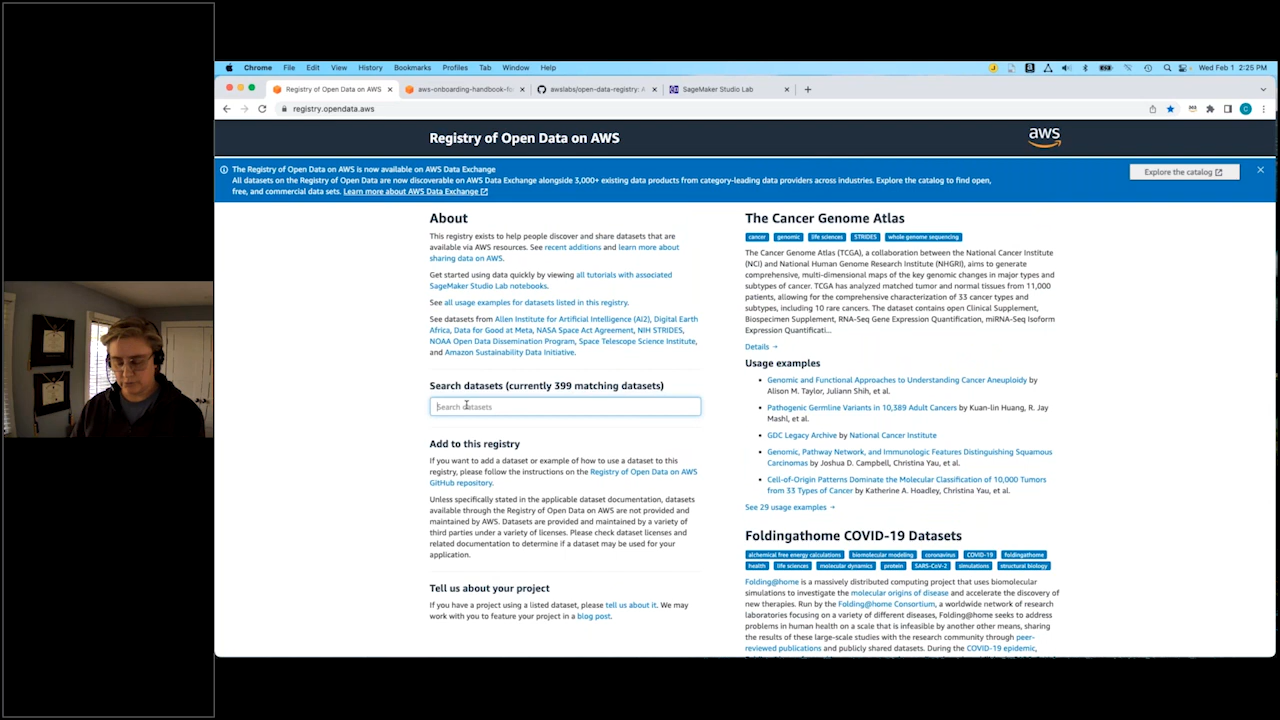 Chrome File Edit View History Bookmarks Profiles Tab Window Help Wed Feb 1 2:25 PM
Registry of Open Data on AWS aws-onboarding-handbook-fo awslabs/open-data-registry: A SageMaker Studio Lab
registry.opendata.aws
Registry of Open Data on AWS
aws
The Registry of Open Data on AWS is now available on AWS Data Exchange
All datasets on the Registry of Open Data are now discoverable on AWS Data Exchange alongside 3,000+ existing data products from category-leading data providers across industries. Explore the catalog to find open,
free, and commercial data sets. Learn more about AWS Data Exchange
Explore the catalog
About
This registry exists to help people discover and share datasets that are
available via AWS resources. See recent additions and learn more about
sharing data on AWS.
Get started using data quickly by viewing all tutorials with associated
SageMaker Studio Lab notebooks.
See all usage examples for datasets listed in this registry.
See datasets from Allen Institute for Artificial Intelligence (AI2), Digital Earth
Africa, Data for Good at Meta, NASA Space Act Agreement, NIH STRIDES,
NOAA Open Data Dissemination Program, Space Telescope Science Institute,
and Amazon Sustainability Data Initiative.
Search datasets (currently 399 matching datasets)
Search datasets
Add to this registry
If you want to add a dataset or example of how to use a dataset to this
registry, please follow the instructions on the Registry of Open Data on AWS
GitHub repository.
Unless specifically stated in the applicable dataset documentation, datasets
available through the Registry of Open Data on AWS are not provided and
maintained by AWS. Datasets are provided and maintained by a variety of
third parties under a variety of licenses. Please check dataset licenses and
related documentation to determine if a dataset may be used for your
application.
Tell us about your project
If you have a project using a listed dataset, please tell us about it. We may
work with you to feature your project in a blog post.
The Cancer Genome Atlas
cancer genomic life sciences STRIDES whole genome sequencing
The Cancer Genome Atlas (TCGA), a collaboration between the National Cancer Institute
(NCI) and National Human Genome Research Institute (NHGRI), aims to generate
comprehensive, multi-dimensional maps of the key genomic changes in major types and
subtypes of cancer. TCGA has analyzed matched tumor and normal tissues from 11,000
patients, allowing for the comprehensive characterization of 33 cancer types and
subtypes, including 10 rare cancers. The dataset contains open Clinical Supplement,
Biospecimen Supplement, RNA-Seq Gene Expression Quantification, miRNA-Seq Isoform
Expression Quantificati...
Details →
Usage examples
• Genomic and Functional Approaches to Understanding Cancer Aneuploidy by
Alison M. Taylor, Juliann Shih, et al.
• Pathogenic Germline Variants in 10,389 Adult Cancers by Kuan-lin Huang, R. Jay
Mashl, et al.
• GDC Legacy Archive by National Cancer Institute
• Genomic, Pathway Network, and Immunologic Features Distinguishing Squamous
Carcinomas by Joshua D. Campbell, Christina Yau, et al.
• Cell-of-Origin Patterns Dominate the Molecular Classification of 10,000 Tumors
from 33 Types of Cancer by Katherine A. Hoadley, Christina Yau, et al.
See 29 usage examples →
Foldingathome COVID-19 Datasets
alchemical free energy calculations biomolecular modeling coronavirus COVID-19 foldingathome
health life sciences molecular dynamics protein SARS-CoV-2 simulations structural biology
Folding@home is a massively distributed computing project that uses biomolecular
simulations to investigate the molecular origins of disease and accelerate the discovery of
new therapies. Run by the Folding@home Consortium, a worldwide network of research
laboratories focusing on a variety of different diseases, Folding@home seeks to address
problems in human health on a scale that is infeasible by another other means, sharing
the results of these large-scale studies with the research community through peer-
reviewed publications and publicly shared datasets. During the COVID-19 epidemic,